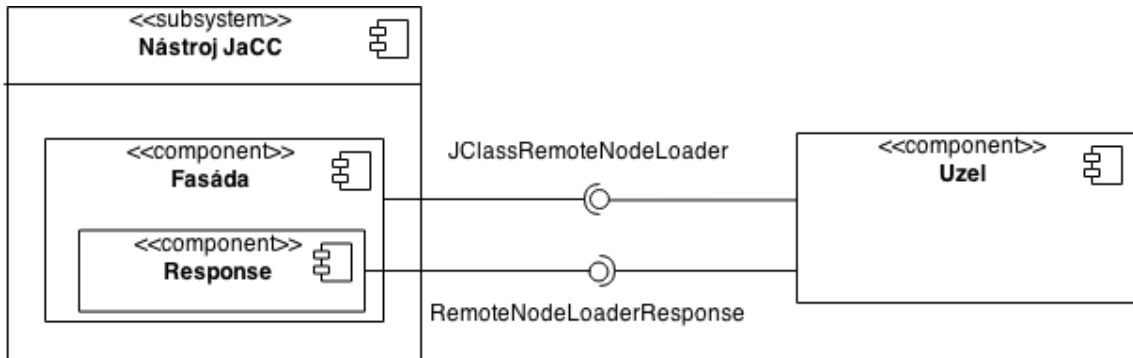 <<subsystem>>
Nástroj JaCC
<<component>>
Fasáda
<<component>>
Response
JClassRemoteNodeLoader
RemoteNodeLoaderResponse
<<component>>
Uzel